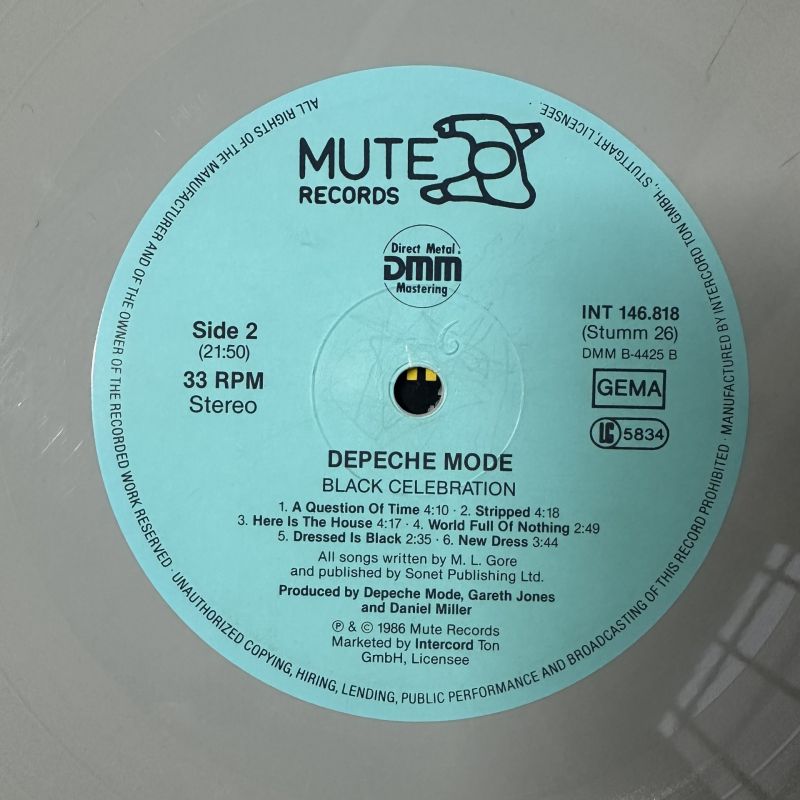 MUTE
RECORDS
Direct Metal.
DMM
Mastering
Side 2
(21:50)
33 RPM
Stereo
INT 146.818
(Stumm 26)
DMM B-4425 B
GEMA
LC 5834
6
DEPECHE MODE
BLACK CELEBRATION
1. A Question Of Time 4:10 · 2. Stripped 4:18
3. Here Is The House 4:17 · 4. World Full Of Nothing 2:49
5. Dressed Is Black 2:35 · 6. New Dress 3:44
All songs written by M. L. Gore
and published by Sonet Publishing Ltd.
Produced by Depeche Mode, Gareth Jones
and Daniel Miller
℗ & © 1986 Mute Records
Marketed by Intercord Ton
GmbH, Licensee
ALL RIGHTS OF THE MANUFACTURER AND OF THE OWNER OF THE RECORDED WORK RESERVED · UNAUTHORIZED COPYING, HIRING, LENDING, PUBLIC PERFORMANCE AND BROADCASTING OF THIS RECORD PROHIBITED · MANUFACTURED BY INTERCORD TON GMBH, STUTTGART, LICENSEE.